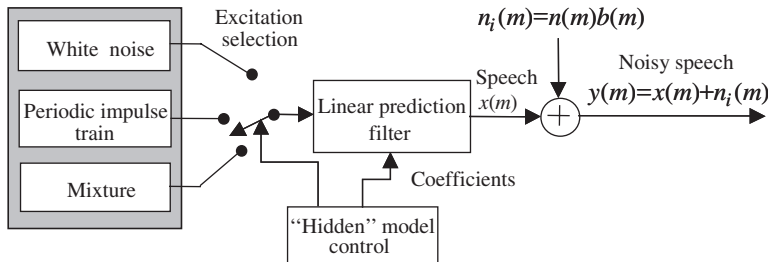 Excitation
selection
White noise
Periodic impulse
train
Mixture
Linear prediction
filter
Speech
x(m)
n_i(m)=n(m)b(m)
Noisy speech
y(m)=x(m)+n_i(m)
+
Coefficients
“Hidden” model
control